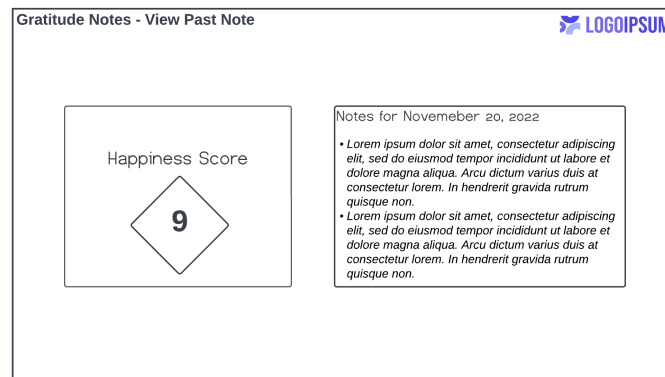 Gratitude Notes - View Past Note
LOGOIPSUM
Happiness Score
9
Notes for Novemeber 20, 2022
• Lorem ipsum dolor sit amet, consectetur adipiscing
elit, sed do eiusmod tempor incididunt ut labore et
dolore magna aliqua. Arcu dictum varius duis at
consectetur lorem. In hendrerit gravida rutrum
quisque non.
• Lorem ipsum dolor sit amet, consectetur adipiscing
elit, sed do eiusmod tempor incididunt ut labore et
dolore magna aliqua. Arcu dictum varius duis at
consectetur lorem. In hendrerit gravida rutrum
quisque non.